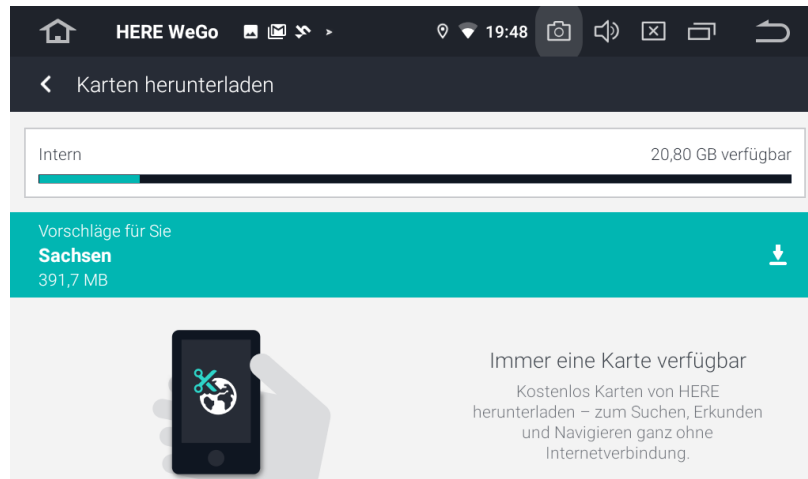 HERE WeGo
19:48
Karten herunterladen
Intern
20,80 GB verfügbar
Vorschläge für Sie
Sachsen
391,7 MB
Immer eine Karte verfügbar
Kostenlos Karten von HERE
herunterladen – zum Suchen, Erkunden
und Navigieren ganz ohne
Internetverbindung.